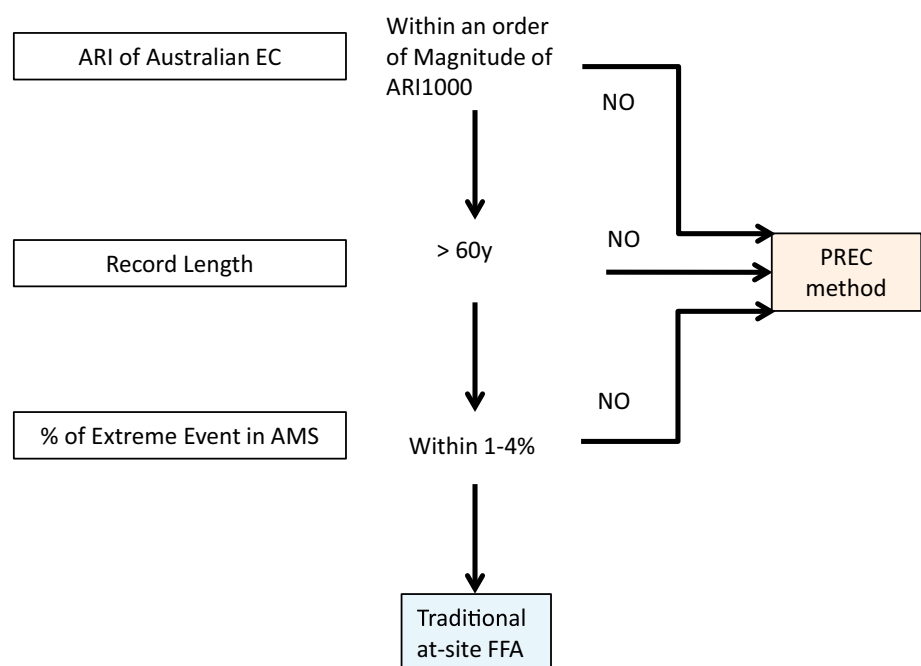 ARI of Australian EC
Within an order
of Magnitude of
ARI1000
NO
Record Length
> 60y
NO
PREC
method
% of Extreme Event in AMS
Within 1-4%
NO
Traditional
at-site FFA